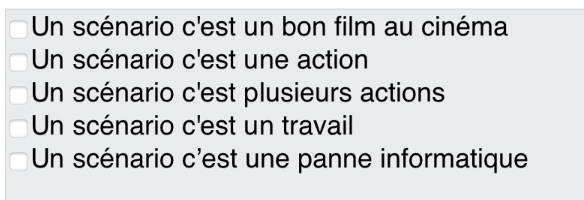 Un scénario c'est un bon film au cinéma
Un scénario c'est une action
Un scénario c'est plusieurs actions
Un scénario c'est un travail
Un scénario c’est une panne informatique